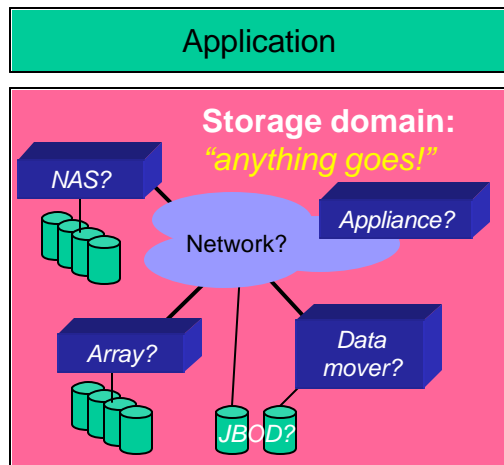 Application
Storage domain:
“anything goes!”
NAS?
Appliance?
Network?
Array?
Data
mover?
JBOD?